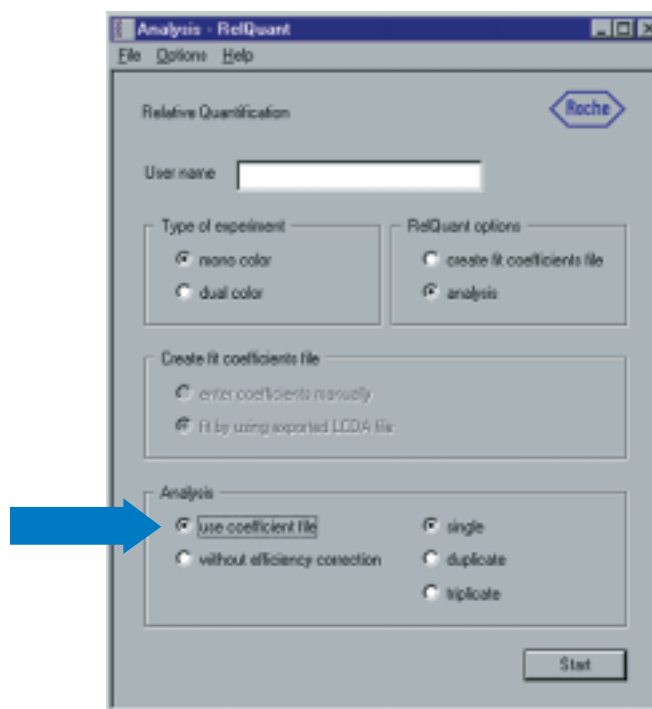 Analysis - RelQuant
File Options Help
Relative Quantification
Roche
User name
Type of experiment
mono color
dual color
RelQuant options
create fit coefficients file
analysis
Create fit coefficients file
enter coefficients manually
fit by using exported LCDA file
Analysis
use coefficient file
without efficiency correction
single
duplicate
triplicate
Start